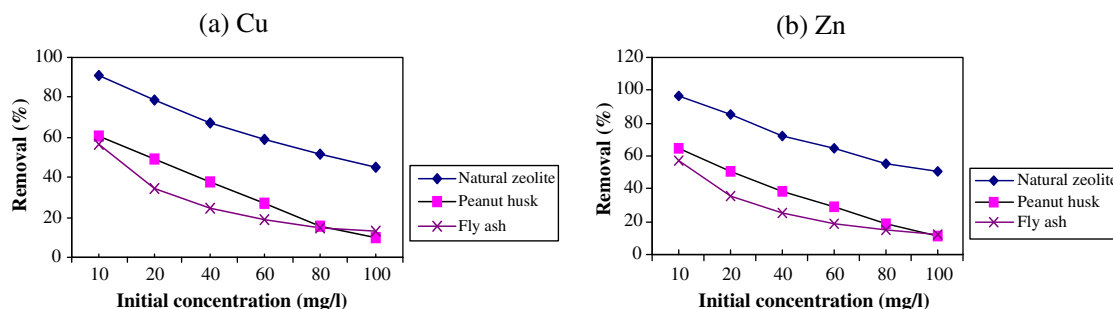 (a) Cu
100
80
60
40
20
0
Removal (%)
10 20 40 60 80 100
Initial concentration (mg/l)
Natural zeolite
Peanut husk
Fly ash
(b) Zn
120
100
80
60
40
20
0
Removal (%)
10 20 40 60 80 100
Initial concentration (mg/l)
Natural zeolite
Peanut husk
Fly ash